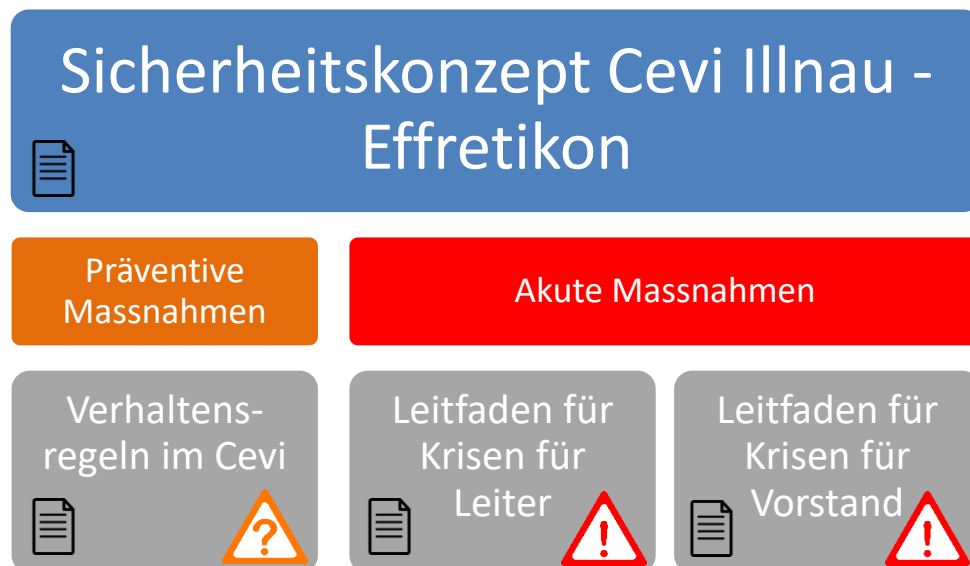 Sicherheitskonzept Cevi Illnau -
Effretikon
Präventive
Massnahmen
Akute Massnahmen
Verhaltens-
regeln im Cevi
?
Leitfaden für
Krisen für
Leiter
!
Leitfaden für
Krisen für
Vorstand
!